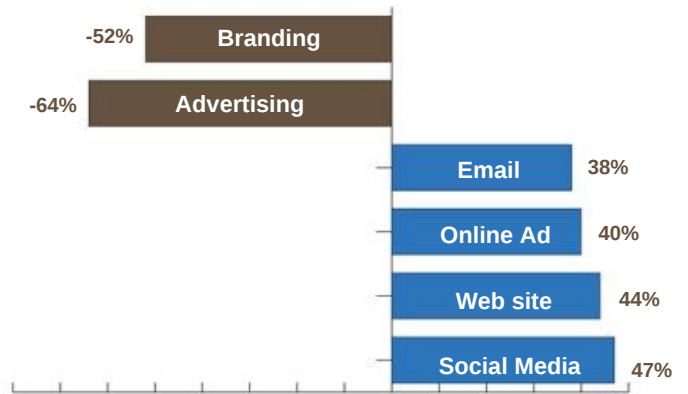 -52% Branding
-64% Advertising
Email 38%
Online Ad 40%
Web site 44%
Social Media 47%